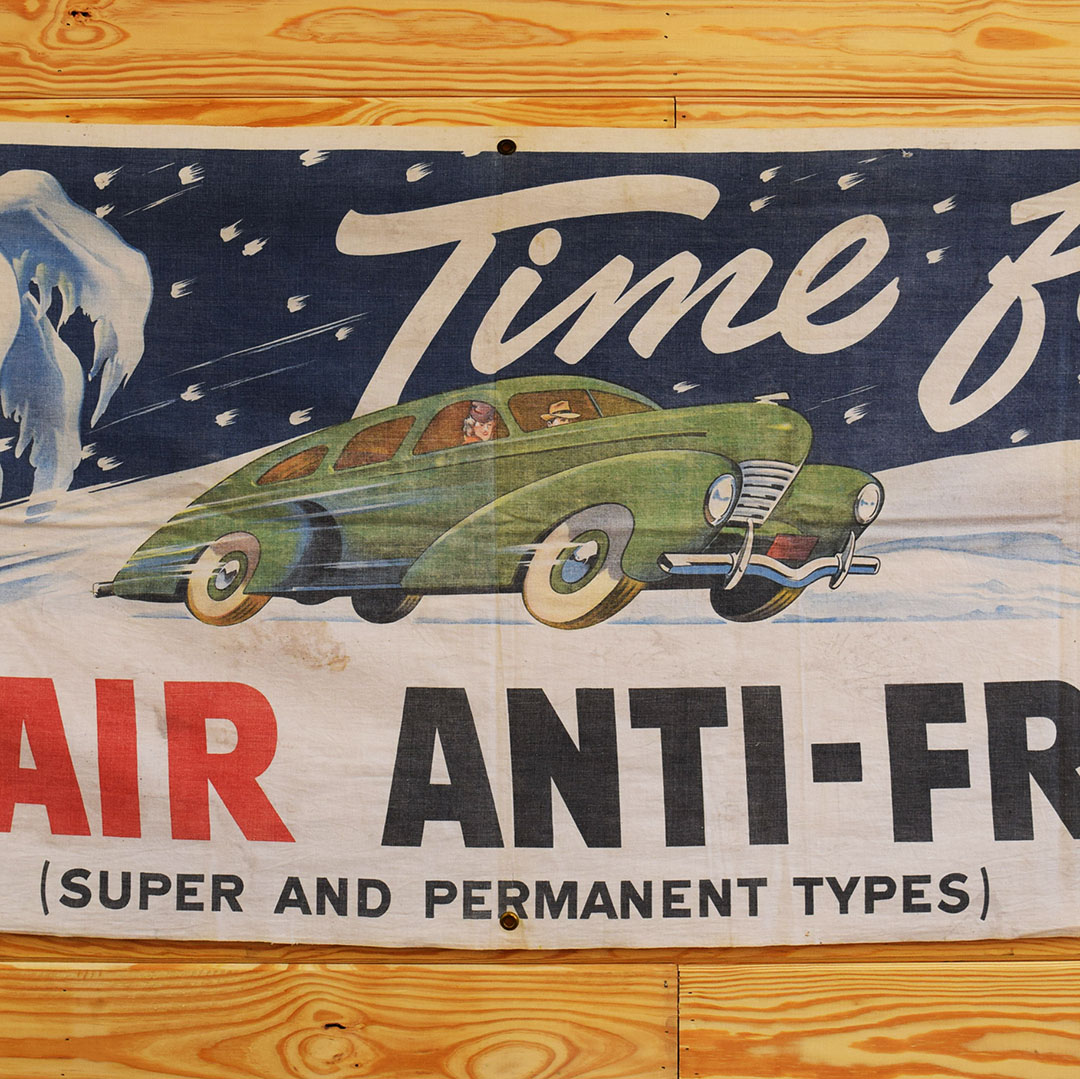 Time f
AIR ANTI-FR
(SUPER AND PERMANENT TYPES)